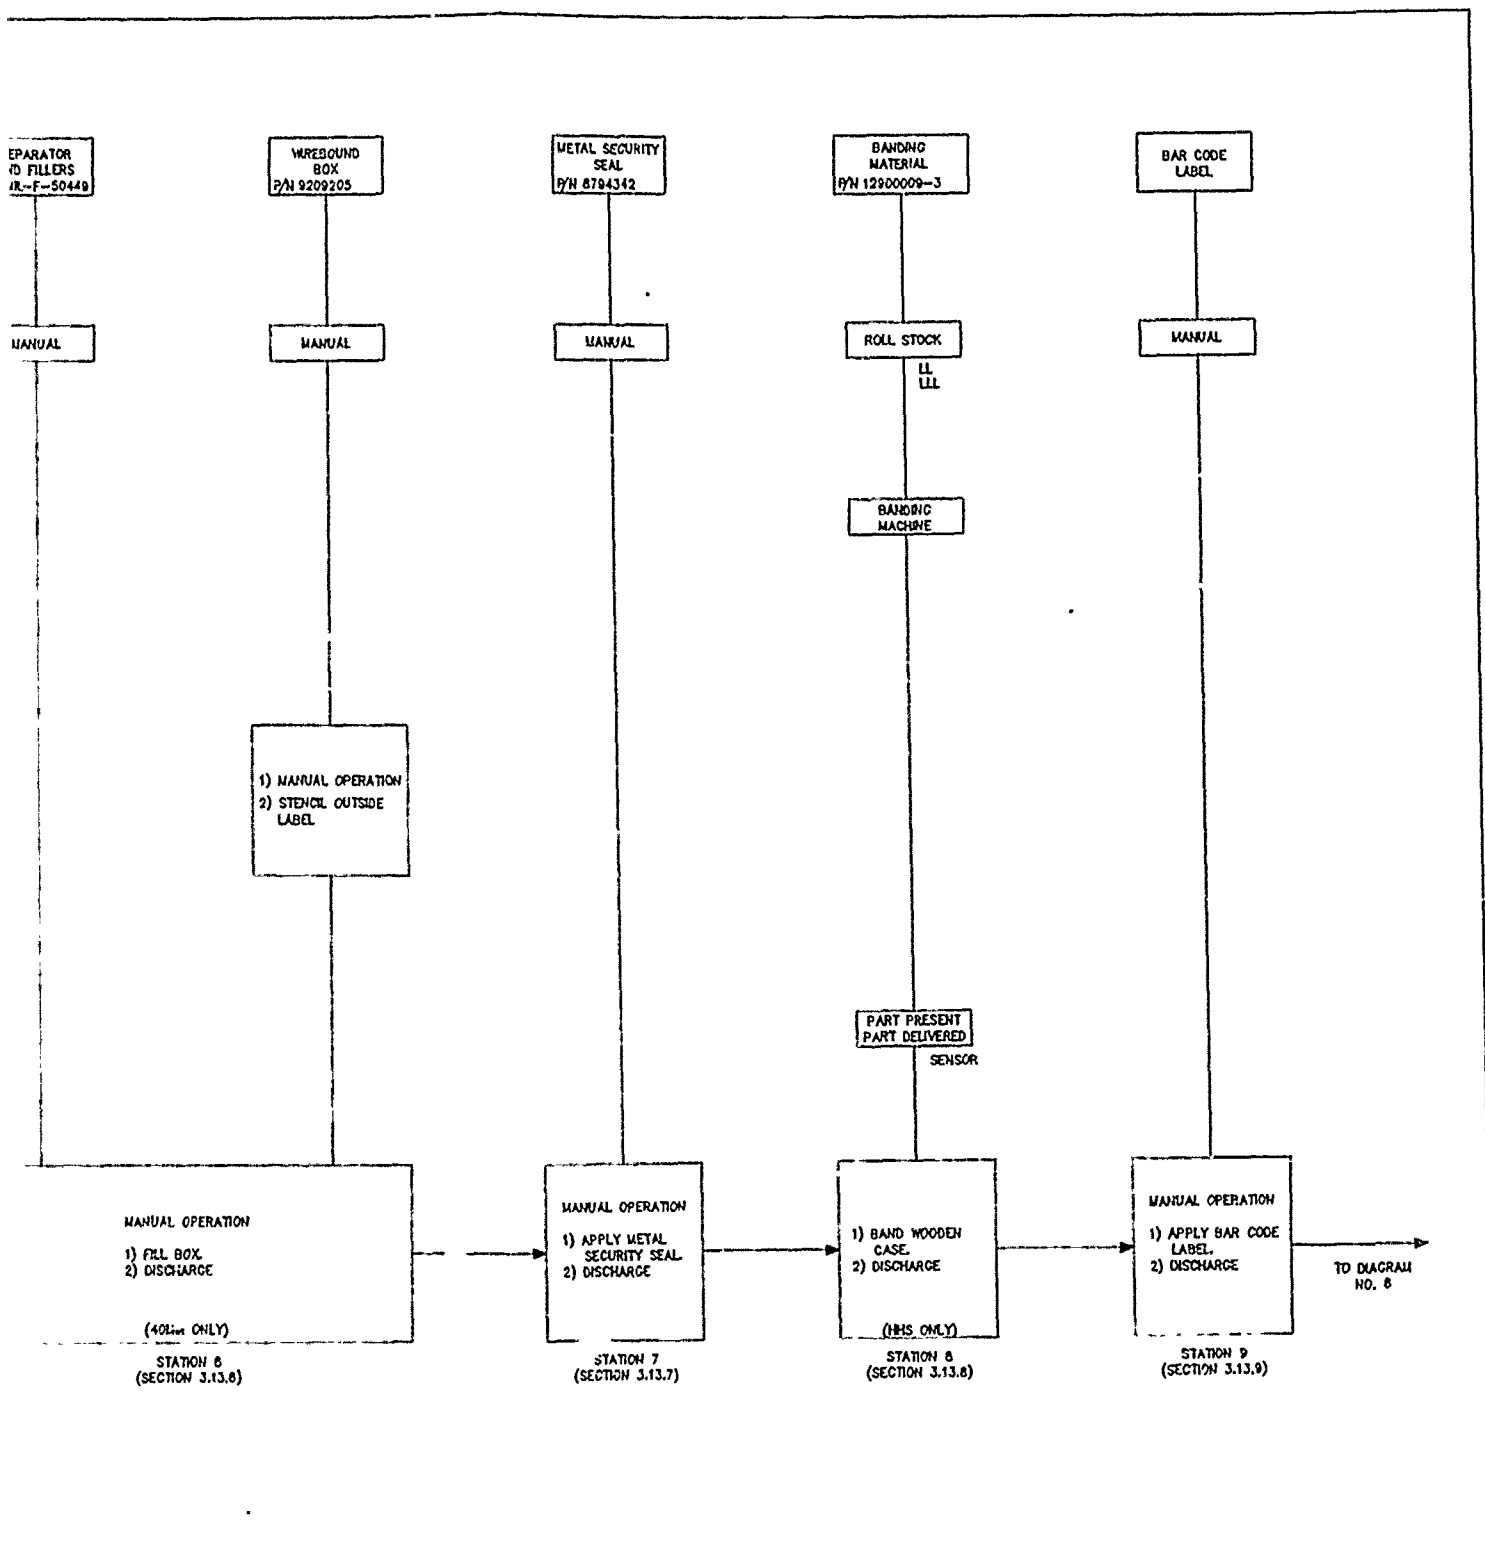 EPARATOR
ND FILLERS
IL-F-50449
WIREBOUND
BOX
P/N 9209205
METAL SECURITY
SEAL
P/N 8794342
BANDING
MATERIAL
P/N 12900009-3
BAR CODE
LABEL
MANUAL
MANUAL
MANUAL
ROLL STOCK
LL
LLL
MANUAL
BANDING
MACHINE
1) MANUAL OPERATION
2) STENCIL OUTSIDE
LABEL
PART PRESENT
PART DELIVERED
SENSOR
MANUAL OPERATION
1) FILL BOX.
2) DISCHARGE
(40mm ONLY)
STATION 6
(SECTION 3.13.6)
MANUAL OPERATION
1) APPLY METAL
SECURITY SEAL.
2) DISCHARGE
STATION 7
(SECTION 3.13.7)
1) BAND WOODEN
CASE.
2) DISCHARGE
(HHS ONLY)
STATION 8
(SECTION 3.13.8)
MANUAL OPERATION
1) APPLY BAR CODE
LABEL.
2) DISCHARGE
STATION 9
(SECTION 3.13.9)
TO DIAGRAM
NO. 8